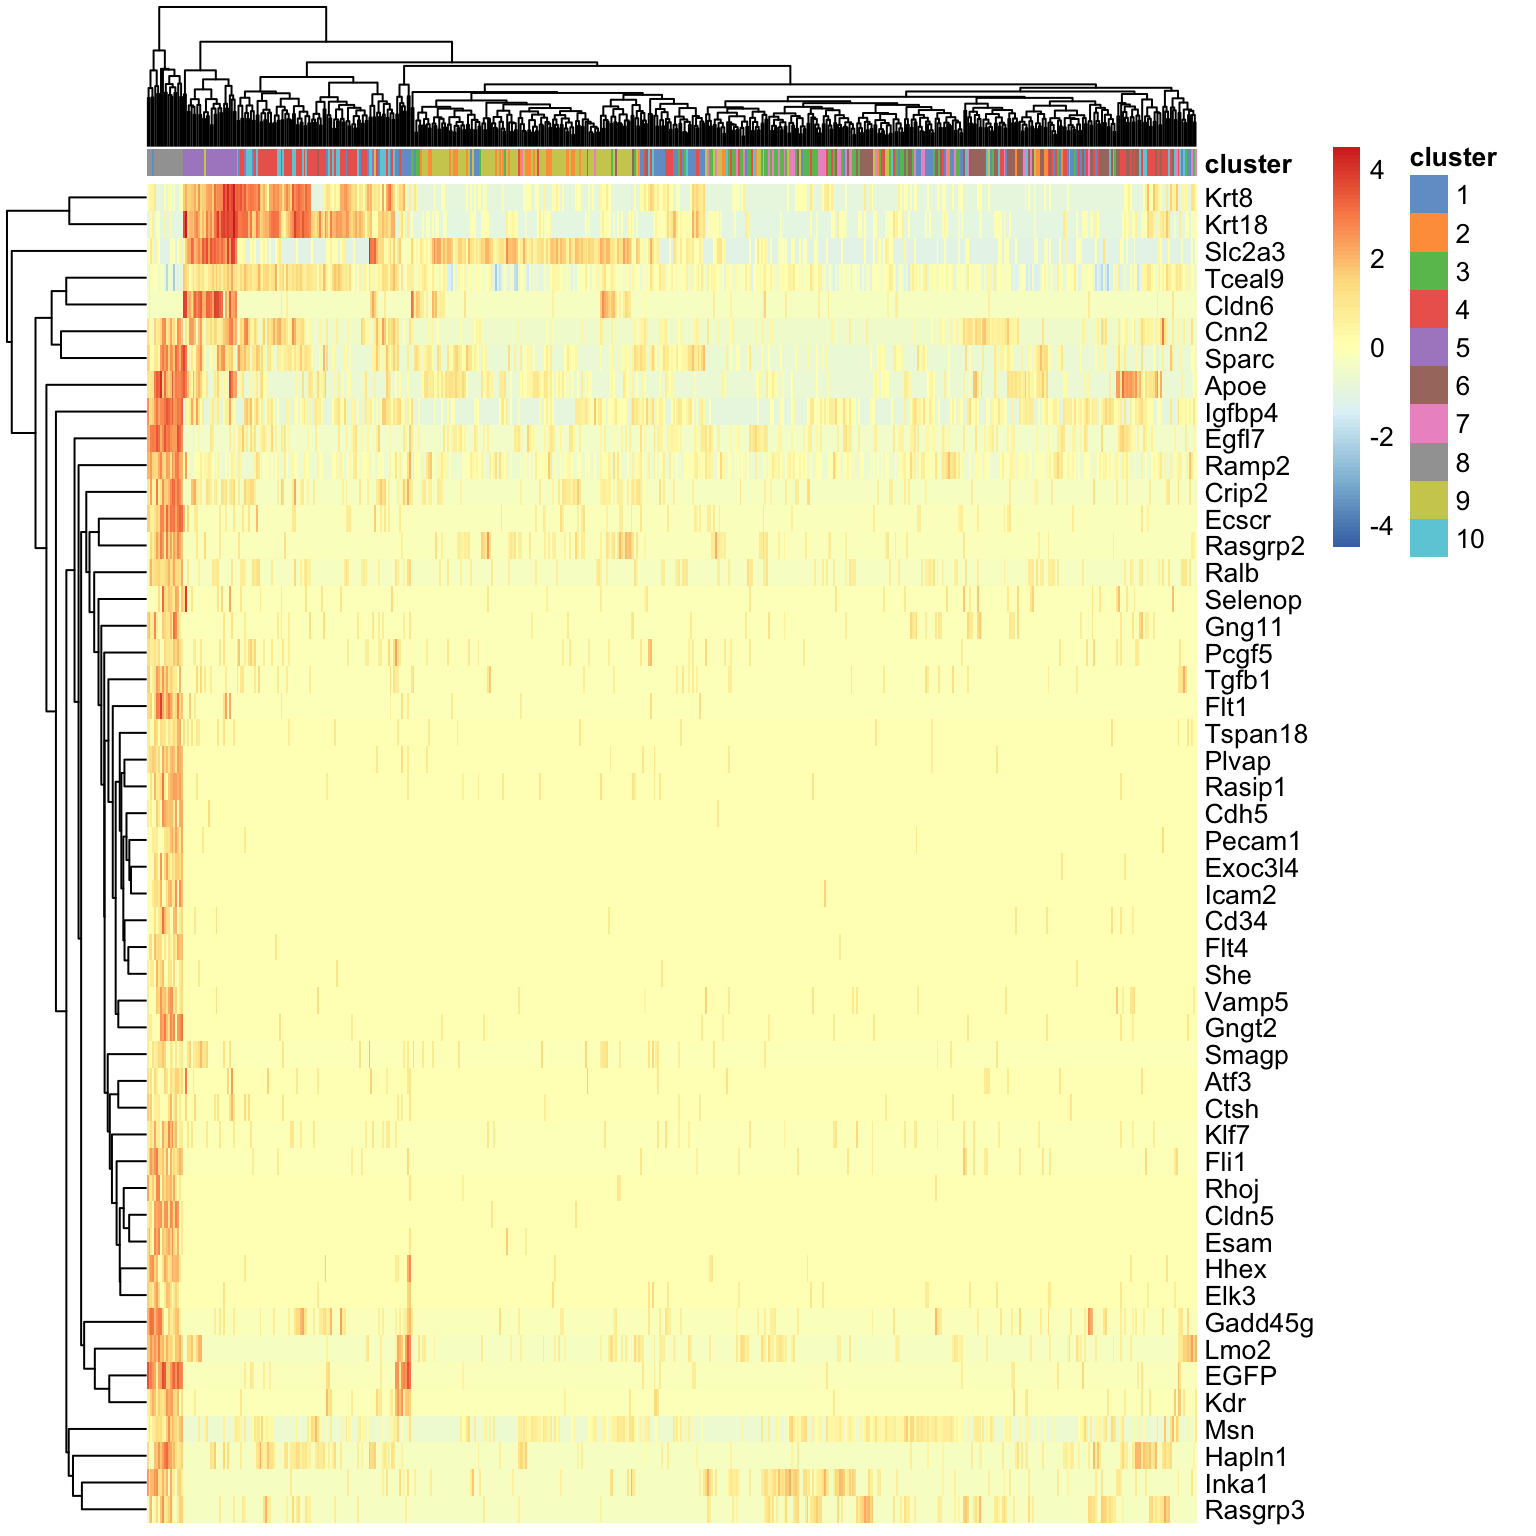 cluster
Krt8
Krt18
Slc2a3
Tceal9
Cldn6
Cnn2
Sparc
Apoe
Igfbp4
Egfl7
Ramp2
Crip2
Ecscr
Rasgrp2
Ralb
Selenop
Gng11
Pcgf5
Tgfb1
Flt1
Tspan18
Plvap
Rasip1
Cdh5
Pecam1
Exoc3l4
Icam2
Cd34
Flt4
She
Vamp5
Gngt2
Smagp
Atf3
Ctsh
Klf7
Fli1
Rhoj
Cldn5
Esam
Hhex
Elk3
Gadd45g
Lmo2
EGFP
Kdr
Msn
Hapln1
Inka1
Rasgrp3
4
2
0
-2
-4
cluster
1
2
3
4
5
6
7
8
9
10